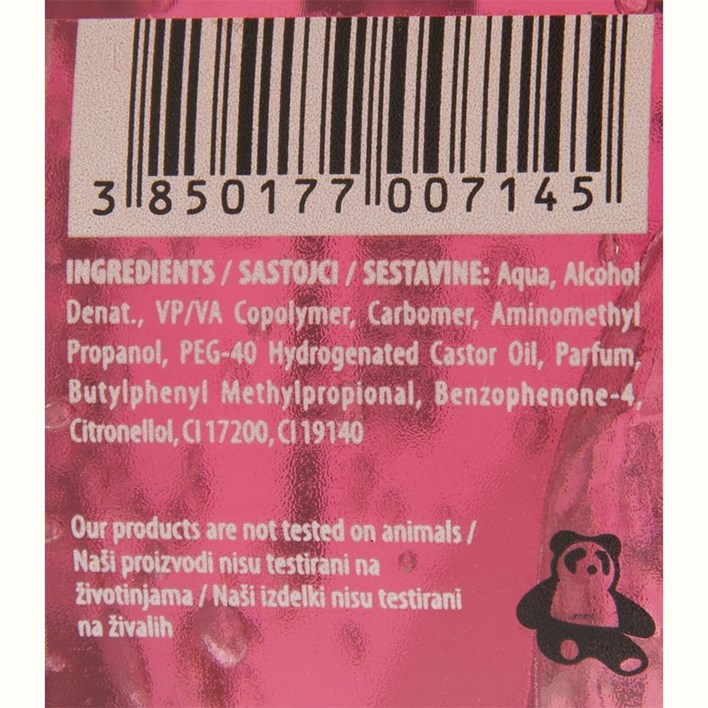 3 850177 007145
INGREDIENTS / SASTOJCI / SESTAVINE: Aqua, Alcohol
Denat., VP/VA Copolymer, Carbomer, Aminomethyl
Propanol, PEG-40 Hydrogenated Castor Oil, Parfum,
Butylphenyl Methylpropional, Benzophenone-4,
Citronellol, CI 17200, CI 19140
Our products are not tested on animals /
Naši proizvodi nisu testirani na
životinjama / Naši izdelki nisu testirani
na živalih